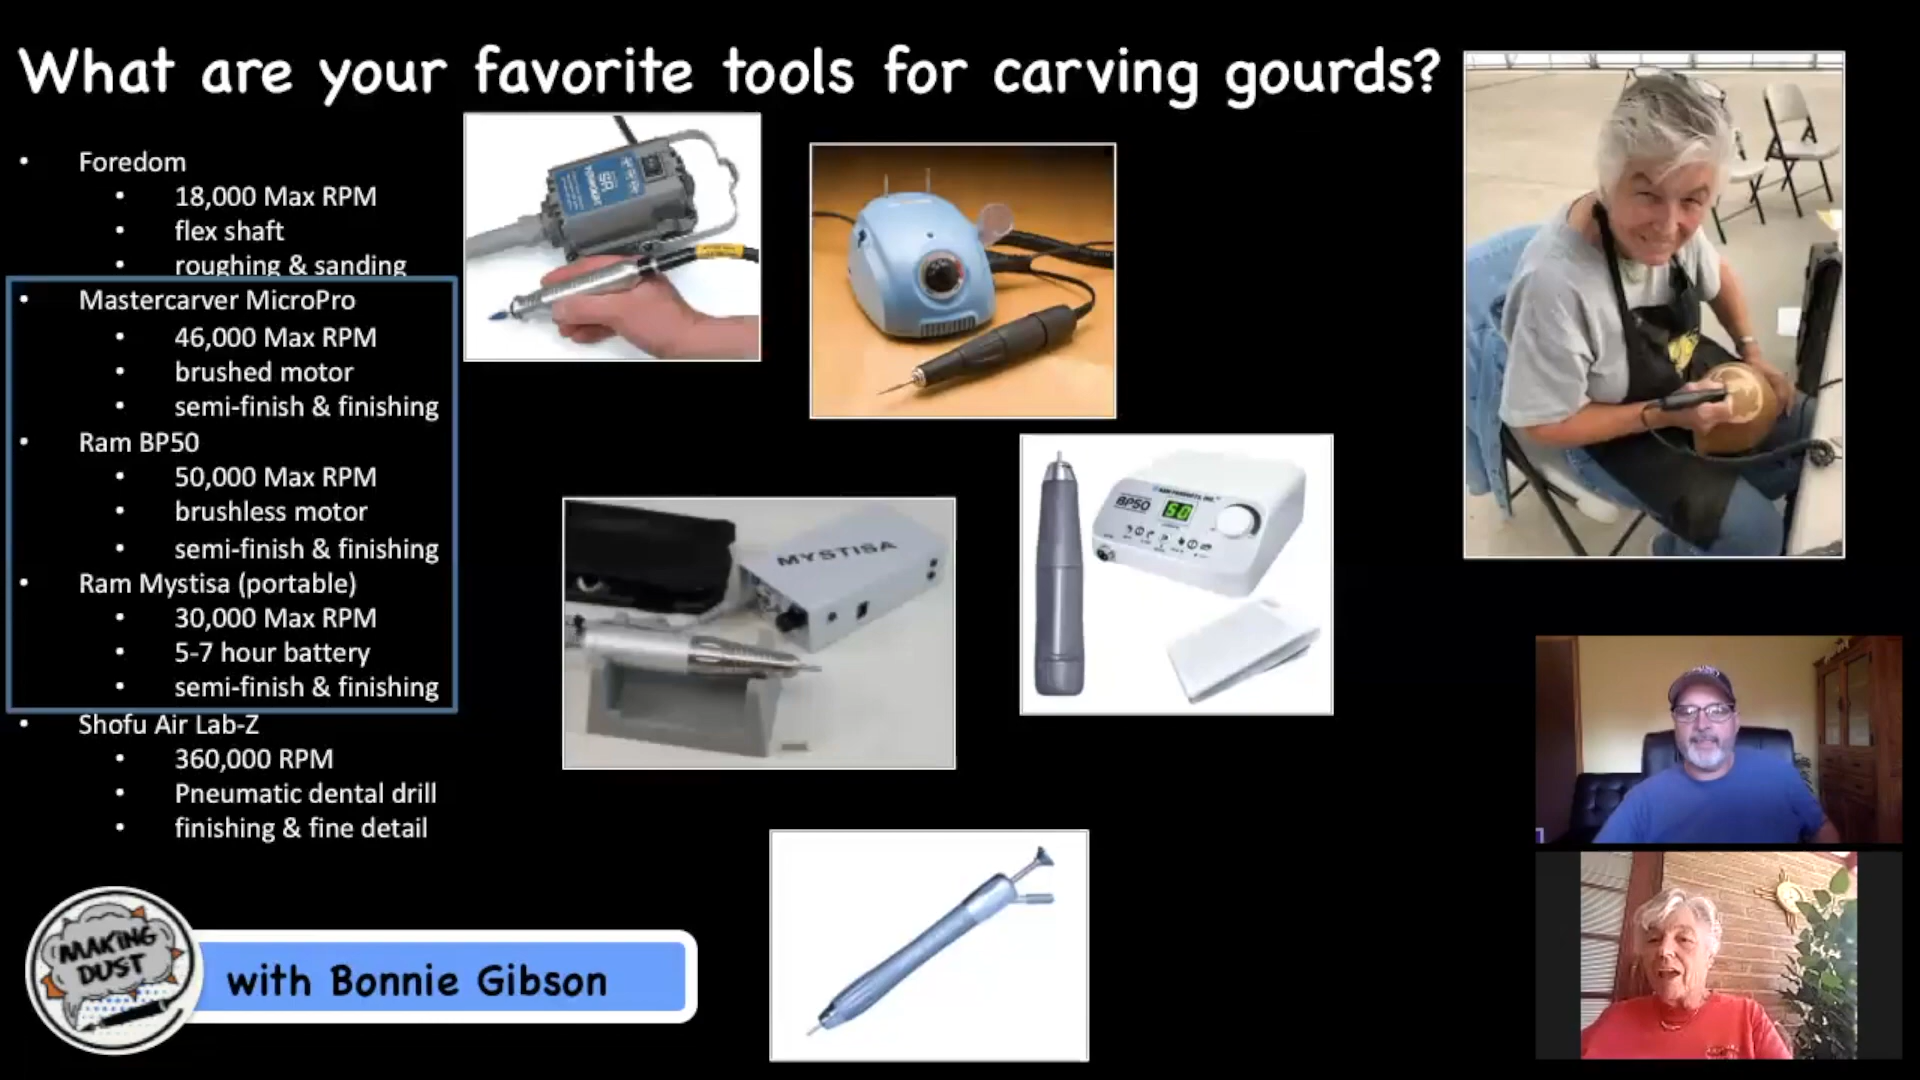 What are your favorite tools for carving gourds?
• Foredom
• 18,000 Max RPM
• flex shaft
• roughing & sanding
• Mastercarver MicroPro
• 46,000 Max RPM
• brushed motor
• semi-finish & finishing
• Ram BP50
• 50,000 Max RPM
• brushless motor
• semi-finish & finishing
• Ram Mystisa (portable)
• 30,000 Max RPM
• 5-7 hour battery
• semi-finish & finishing
• Shofu Air Lab-Z
• 360,000 RPM
• Pneumatic dental drill
• finishing & fine detail
SR
MYSTISA
BP50
50
MAKING
DUST
with Bonnie Gibson